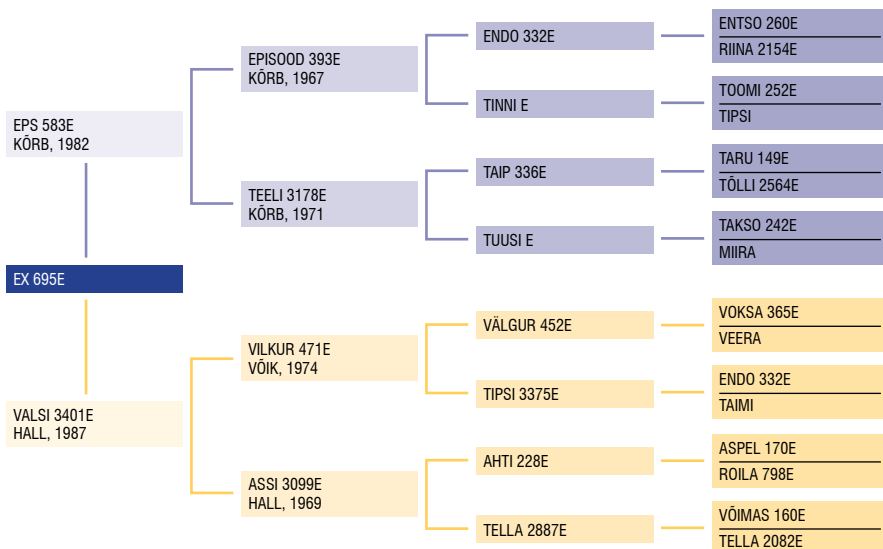 EPS 583E
KÕRB, 1982
EX 695E
VALSI 3401E
HALL, 1987
EPISOOD 393E
KÕRB, 1967
TEELI 3178E
KÕRB, 1971
VILKUR 471E
VÕIK, 1974
ASSI 3099E
HALL, 1969
ENDO 332E
TINNI E
TAIP 336E
TUUSI E
VÄLGUR 452E
TIPSI 3375E
AHTI 228E
TELLA 2887E
ENTSO 260E
RIINA 2154E
TOOMI 252E
TIPSI
TARU 149E
TÕLLI 2564E
TAKSO 242E
MIIRA
VOKSA 365E
VEERA
ENDO 332E
TAIMI
ASPEL 170E
ROILA 798E
VÕIMAS 160E
TELLA 2082E